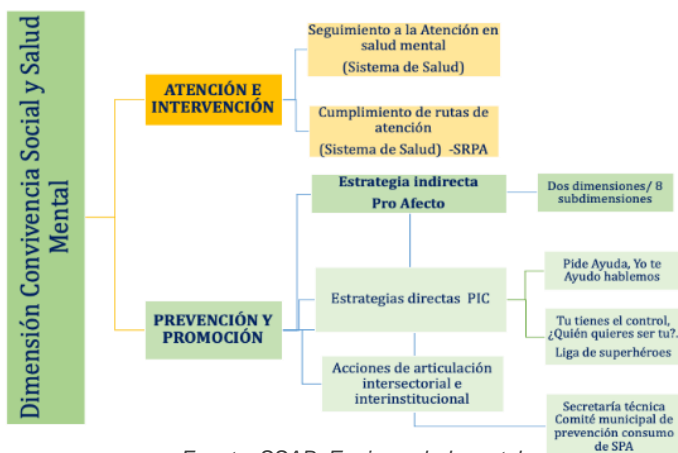 Dimensión Convivencia Social y Salud
Mental
ATENCIÓN E
INTERVENCIÓN
Seguimiento a la Atención en
salud mental
(Sistema de Salud)
Cumplimiento de rutas de
atención
(Sistema de Salud) -SRPA
PREVENCIÓN Y
PROMOCIÓN
Estrategia indirecta
Pro Afecto
Dos dimensiones/ 8
subdimensiones
Estrategias directas PIC
Pide Ayuda, Yo te
Ayudo hablemos
Tu tienes el control,
¿Quién quieres ser tu?.
Liga de superhéroes
Acciones de articulación
intersectorial e
interinstitucional
Secretaría técnica
Comité municipal de
prevención consumo
de SPA